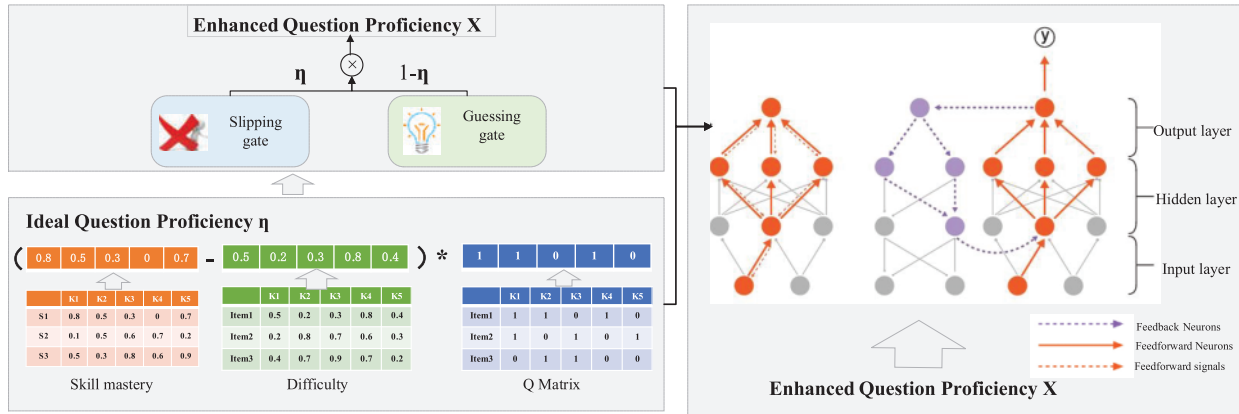 Enhanced Question Proficiency X
×
η
1-η
Slipping
gate
Guessing
gate
Ideal Question Proficiency η
( 0.8 0.5 0.3 0 0.7 - 0.5 0.2 0.3 0.8 0.4 ) * 1 1 0 1 0
K1 K2 K3 K4 K5
S1 0.8 0.5 0.3 0 0.7
S2 0.1 0.5 0.6 0.7 0.2
S3 0.5 0.3 0.8 0.6 0.9
Skill mastery
K1 K2 K3 K4 K5
Item1 0.5 0.2 0.3 0.8 0.4
Item2 0.2 0.8 0.7 0.6 0.3
Item3 0.4 0.7 0.9 0.7 0.2
Difficulty
K1 K2 K3 K4 K5
Item1 1 1 0 1 0
Item2 1 0 1 0 1
Item3 0 1 1 0 0
Q Matrix
y
Output layer
Hidden layer
Input layer
Feedback Neurons
Feedforward Neurons
Feedforward signals
Enhanced Question Proficiency X